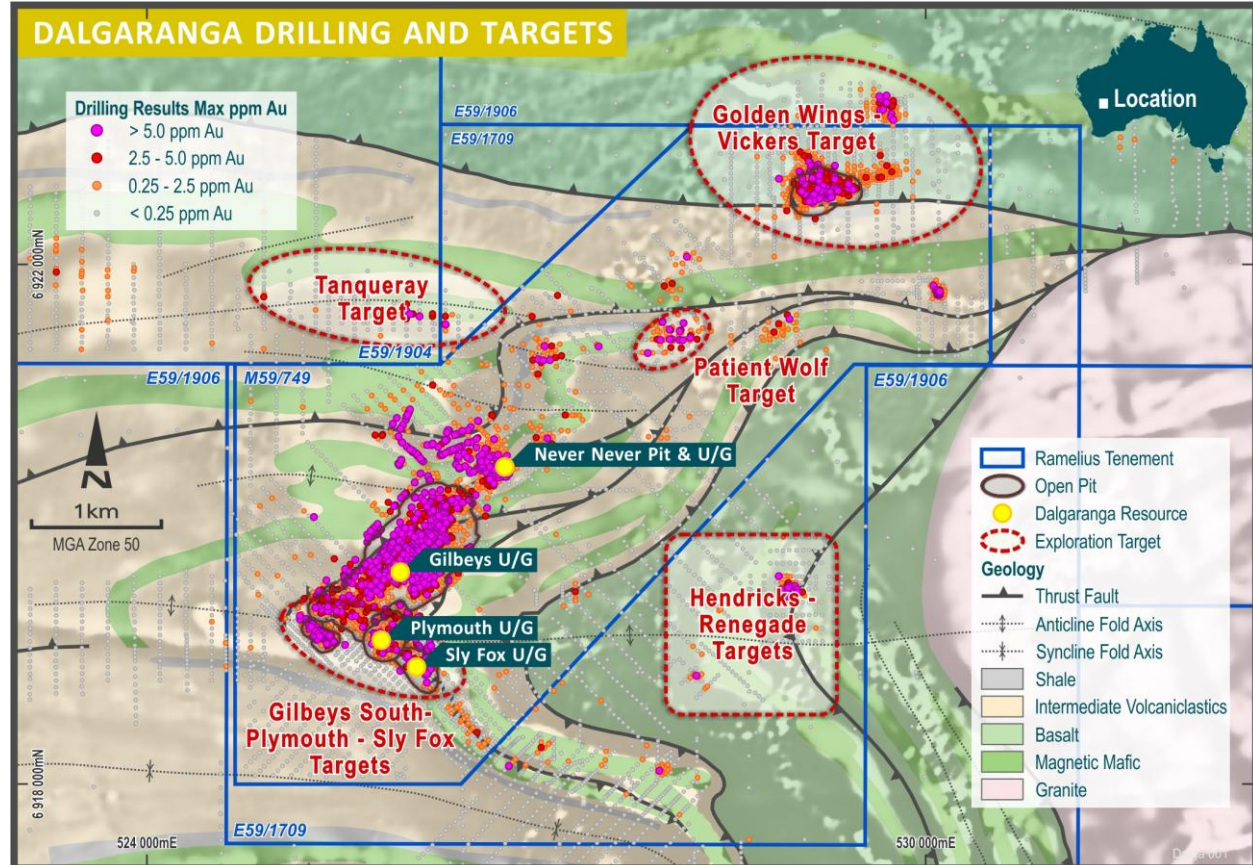 DALGARANGA DRILLING AND TARGETS
Drilling Results Max ppm Au
> 5.0 ppm Au
2.5 - 5.0 ppm Au
0.25 - 2.5 ppm Au
< 0.25 ppm Au
E59/1906
E59/1709
Golden Wings -
Vickers Target
Location
6 922 000mN
Tanqueray
Target
E59/1904
E59/1906
M59/749
Patient Wolf
Target
E59/1906
N
1km
MGA Zone 50
Never Never Pit & U/G
Gilbeys U/G
Plymouth U/G
Sly Fox U/G
Hendricks -
Renegade
Targets
Gilbeys South-
Plymouth - Sly Fox
Targets
Ramelius Tenement
Open Pit
Dalgaranga Resource
Exploration Target
Geology
Thrust Fault
Anticline Fold Axis
Syncline Fold Axis
Shale
Intermediate Volcaniclastics
Basalt
Magnetic Mafic
Granite
6 918 000mN
E59/1709
524 000mE
530 000mE